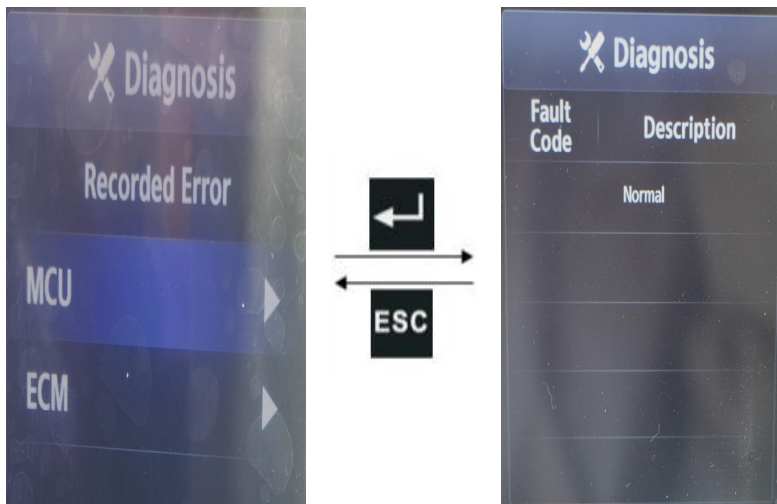 Diagnosis
Recorded Error
MCU
ECM
ESC
Diagnosis
Fault
Code
Description
Normal